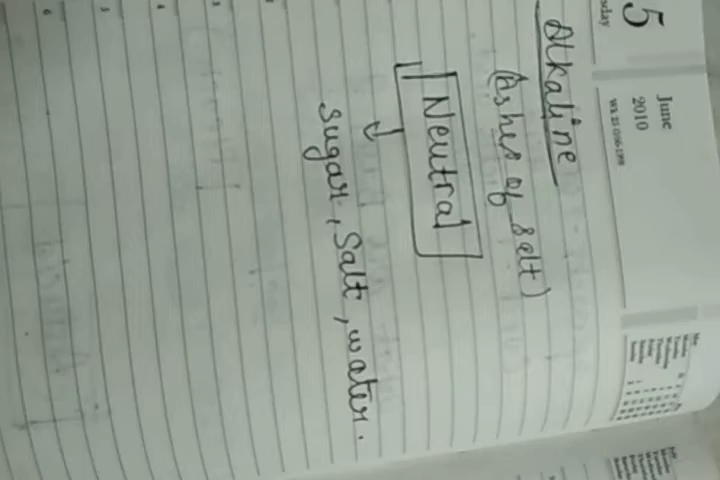 5
June
2010
Alkaline
(Ashes of salt)
Neutral
Sugar, Salt, water.